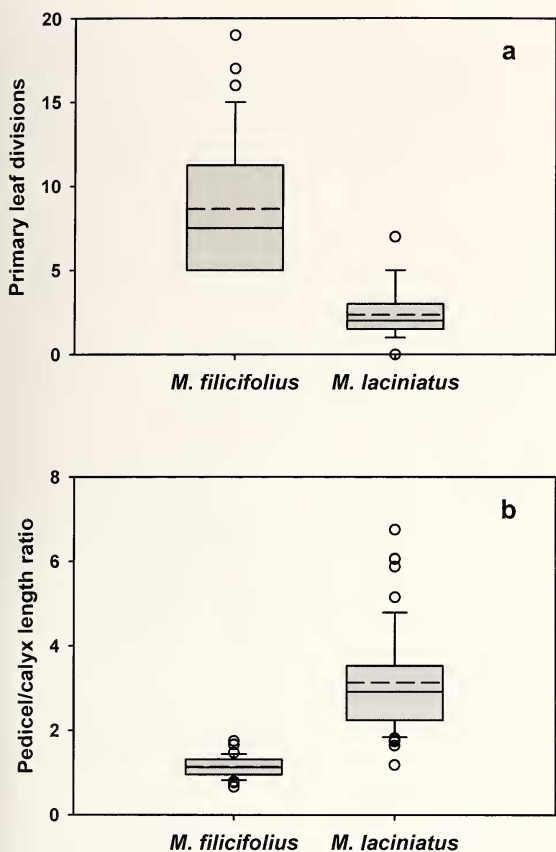 20
a
15
Primary leaf divisions
10
5
0
M. filicifolius M. laciniatus
8
b
6
Pedicel/calyx length ratio
4
2
0
M. filicifolius M. laciniatus